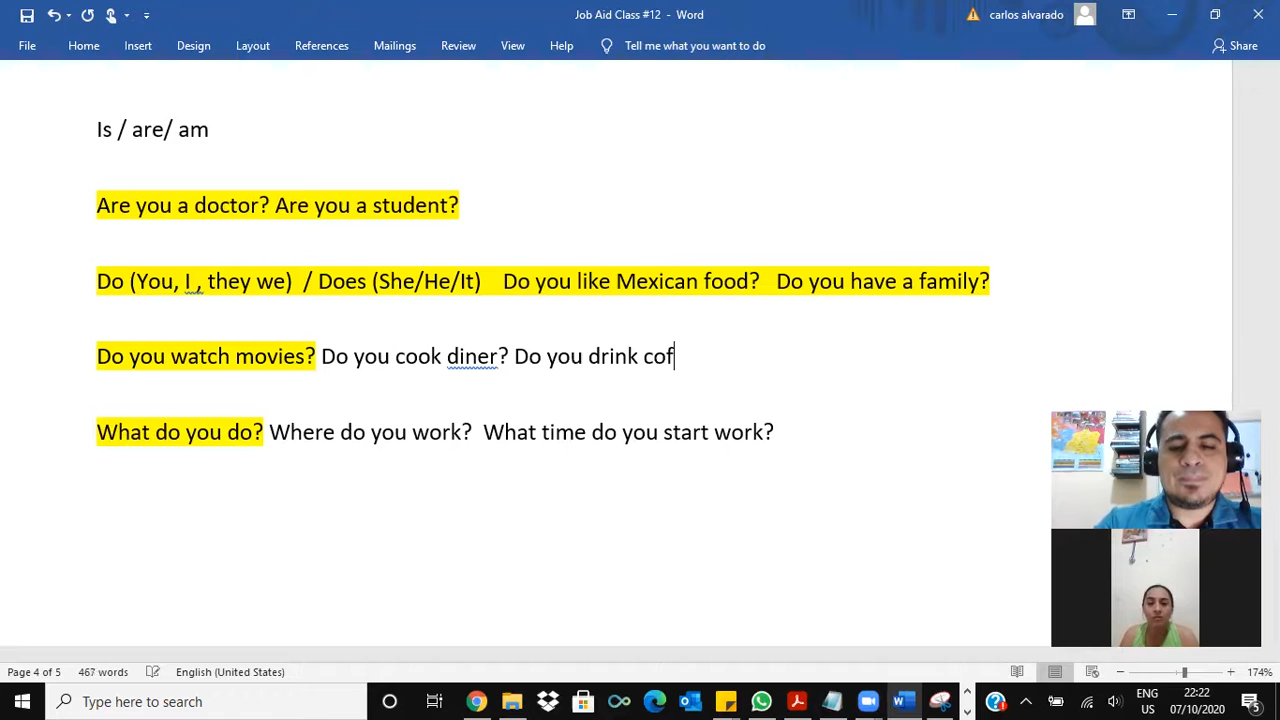 Job Aid Class #12 - Word
carlos alvarado
File Home Insert Design Layout References Mailings Review View Help Tell me what you want to do Share
Is / are/ am
Are you a doctor? Are you a student?
Do (You, I , they we) / Does (She/He/It) Do you like Mexican food? Do you have a family?
Do you watch movies? Do you cook diner? Do you drink cof
What do you do? Where do you work? What time do you start work?
Page 4 of 5 467 words English (United States) 174%
Type here to search
ENG 22:22
US 07/10/2020
5